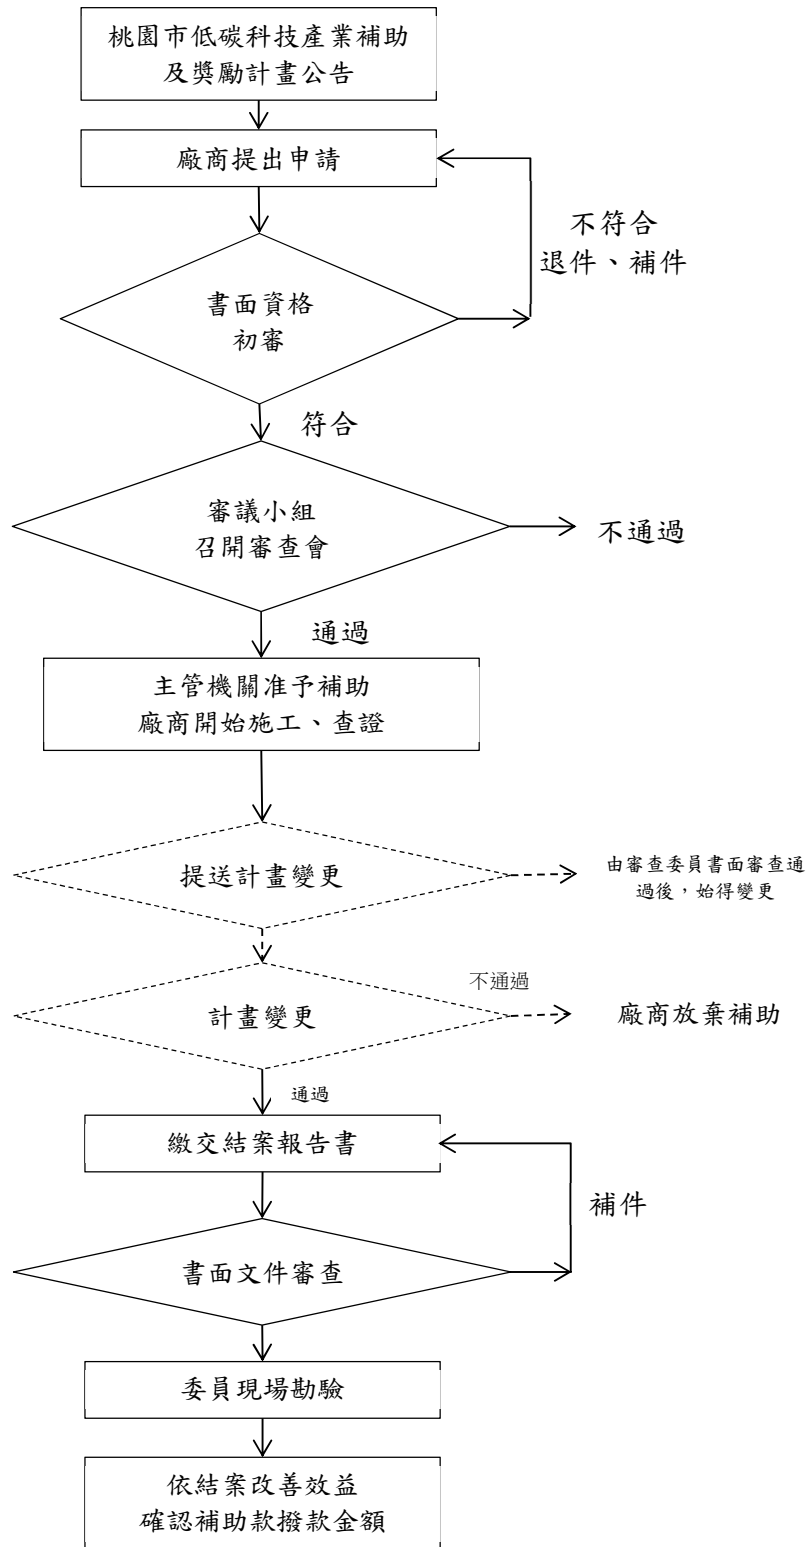 桃園市低碳科技產業補助
及獎勵計畫公告
廠商提出申請
不符合
退件、補件
書面資格
初審
符合
審議小組
召開審查會
不通過
通過
主管機關准予補助
廠商開始施工、查證
提送計畫變更
由審查委員書面審查通
過後，始得變更
計畫變更
不通過
廠商放棄補助
通過
繳交結案報告書
補件
書面文件審查
委員現場勘驗
依結案改善效益
確認補助款撥款金額